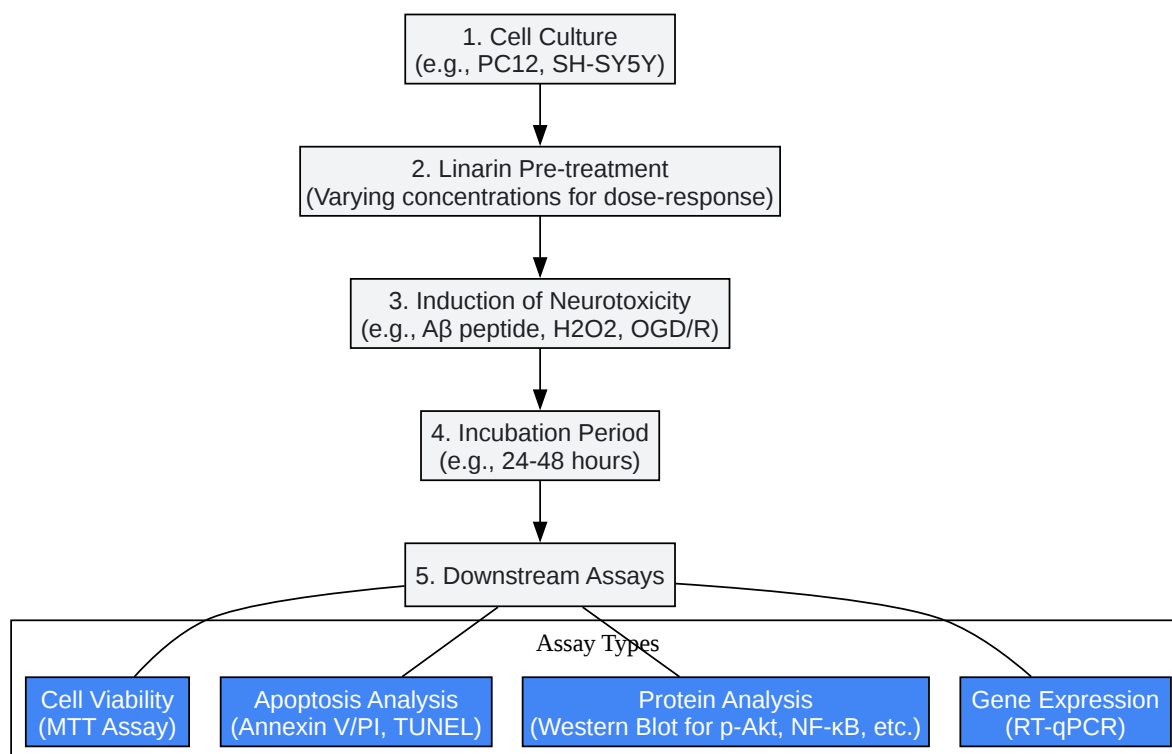 1. Cell Culture
(e.g., PC12, SH-SY5Y)
2. Linarin Pre-treatment
(Varying concentrations for dose-response)
3. Induction of Neurotoxicity
(e.g., Aβ peptide, H2O2, OGD/R)
4. Incubation Period
(e.g., 24-48 hours)
5. Downstream Assays
Assay Types
Cell Viability
(MTT Assay)
Apoptosis Analysis
(Annexin V/PI, TUNEL)
Protein Analysis
(Western Blot for p-Akt, NF-κB, etc.)
Gene Expression
(RT-qPCR)